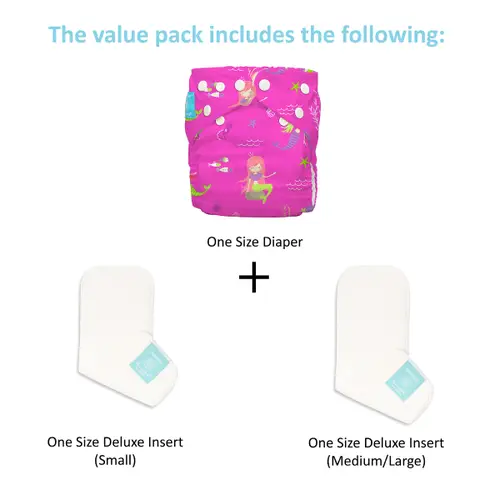 The value pack includes the following:
One Size Diaper
+
One Size Deluxe Insert
(Small)
One Size Deluxe Insert
(Medium/Large)